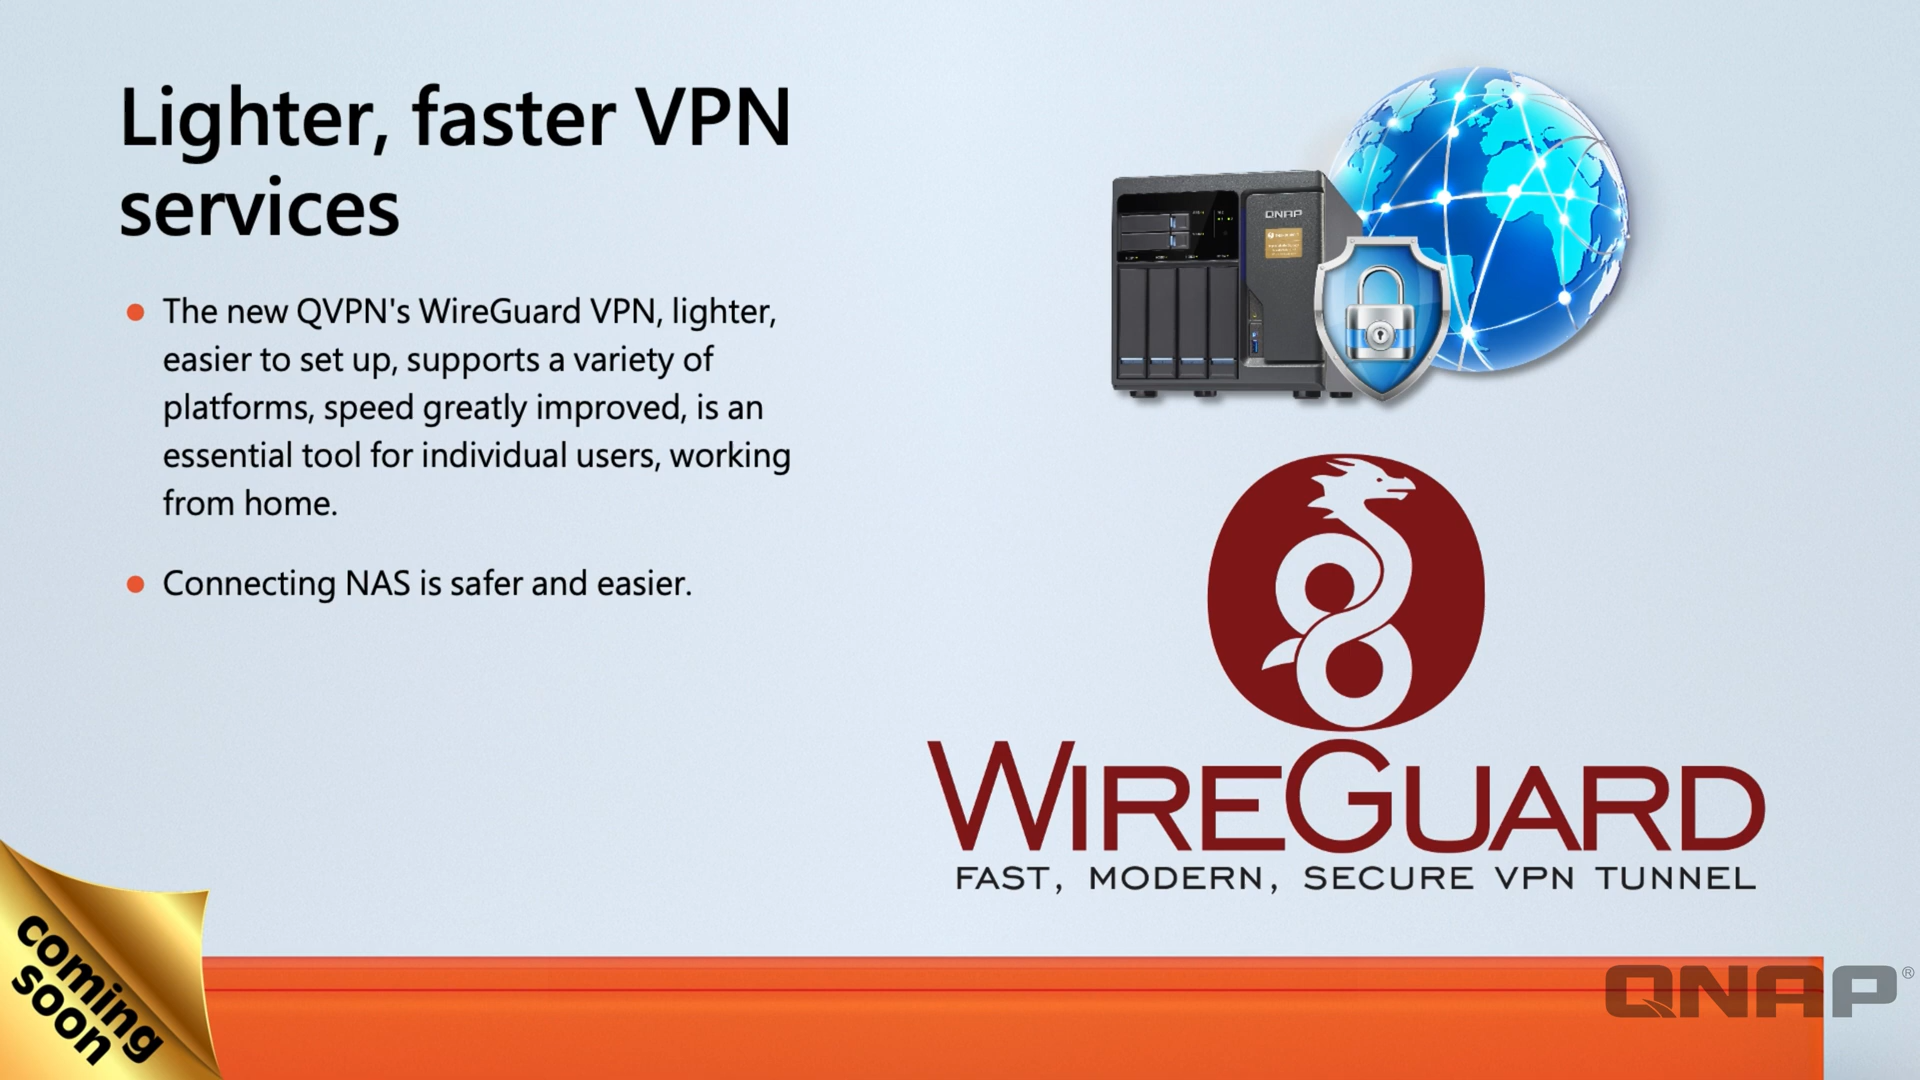 Lighter, faster VPN
services
The new QVPN's WireGuard VPN, lighter,
easier to set up, supports a variety of
platforms, speed greatly improved, is an
essential tool for individual users, working
from home.
Connecting NAS is safer and easier.
QNAP
WIREGUARD
FAST, MODERN, SECURE VPN TUNNEL
coming
soon
QNAP®